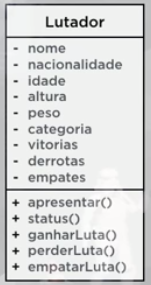 Lutador
- nome
- nacionalidade
- idade
- altura
- peso
- categoria
- vitorias
- derrotas
- empates
+ apresentar()
+ status()
+ ganharLuta()
+ perderLuta()
+ empatarLuta()